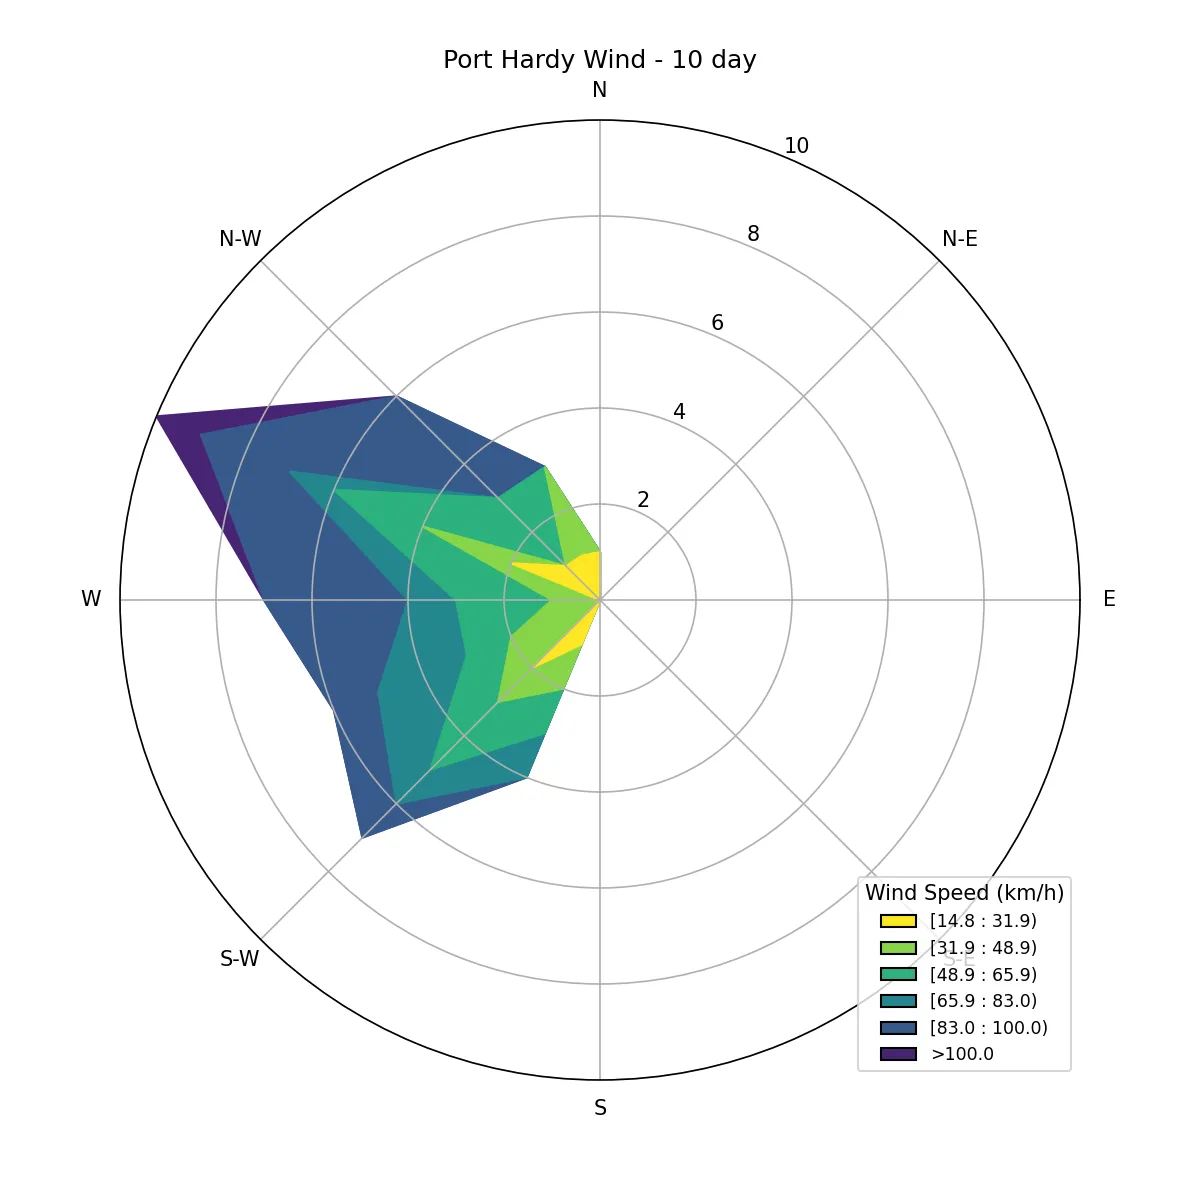 Port Hardy Wind - 10 day
N
10
N-W
N-E
8
6
4
2
W
E
S-W
S-E
S
Wind Speed (km/h)
[14.8 : 31.9)
[31.9 : 48.9)
[48.9 : 65.9)
[65.9 : 83.0)
[83.0 : 100.0)
>100.0